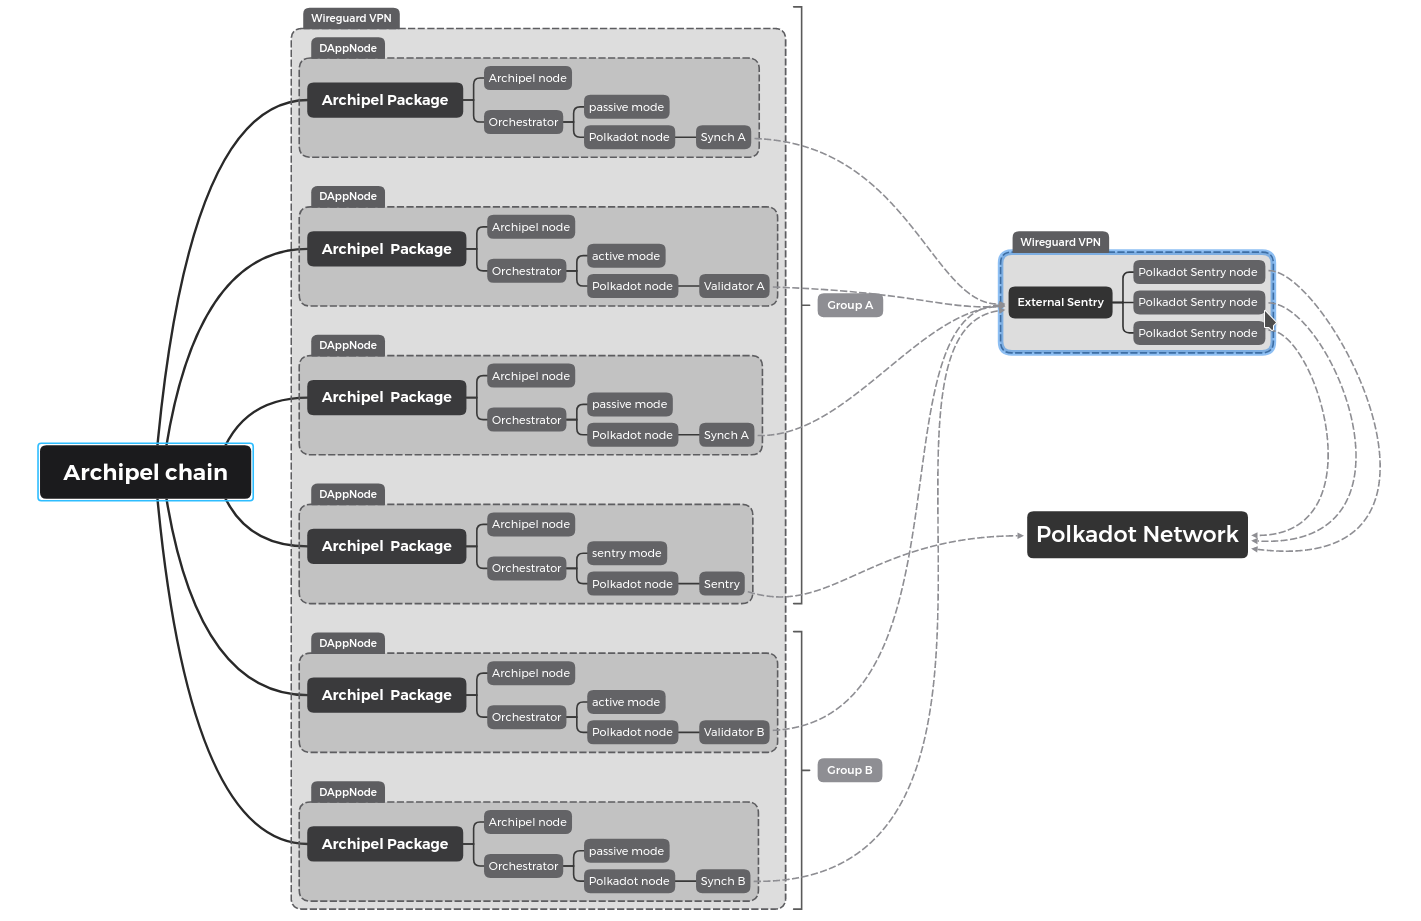 Wireguard VPN
DAppNode
Archipel Package
Archipel node
Orchestrator
passive mode
Polkadot node
Synch A
DAppNode
Archipel Package
Archipel node
Orchestrator
active mode
Polkadot node
Validator A
DAppNode
Archipel Package
Archipel node
Orchestrator
passive mode
Polkadot node
Synch A
DAppNode
Archipel Package
Archipel node
Orchestrator
sentry mode
Polkadot node
Sentry
DAppNode
Archipel Package
Archipel node
Orchestrator
active mode
Polkadot node
Validator B
DAppNode
Archipel Package
Archipel node
Orchestrator
passive mode
Polkadot node
Synch B
Archipel chain
Group A
Group B
Wireguard VPN
External Sentry
Polkadot Sentry node
Polkadot Sentry node
Polkadot Sentry node
Polkadot Network